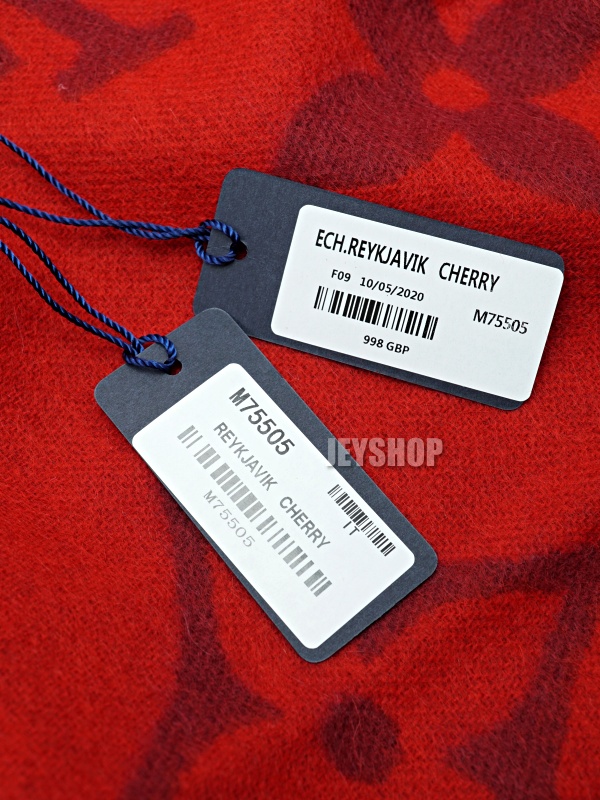 ECH.REYKJAVIK CHERRY
F09 10/05/2020
M75505
998 GBP
M75505
REYKJAVIK CHERRY
M75505
IT
JEYSHOP